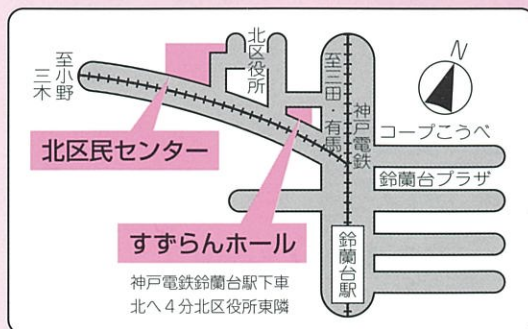 至小野
三木
北区役所
至三田・有馬
神戸電鉄
N
コープこうべ
鈴蘭台プラザ
北区民センター
すずらんホール
鈴蘭台駅
神戸電鉄鈴蘭台駅下車
北へ4分北区役所東隣